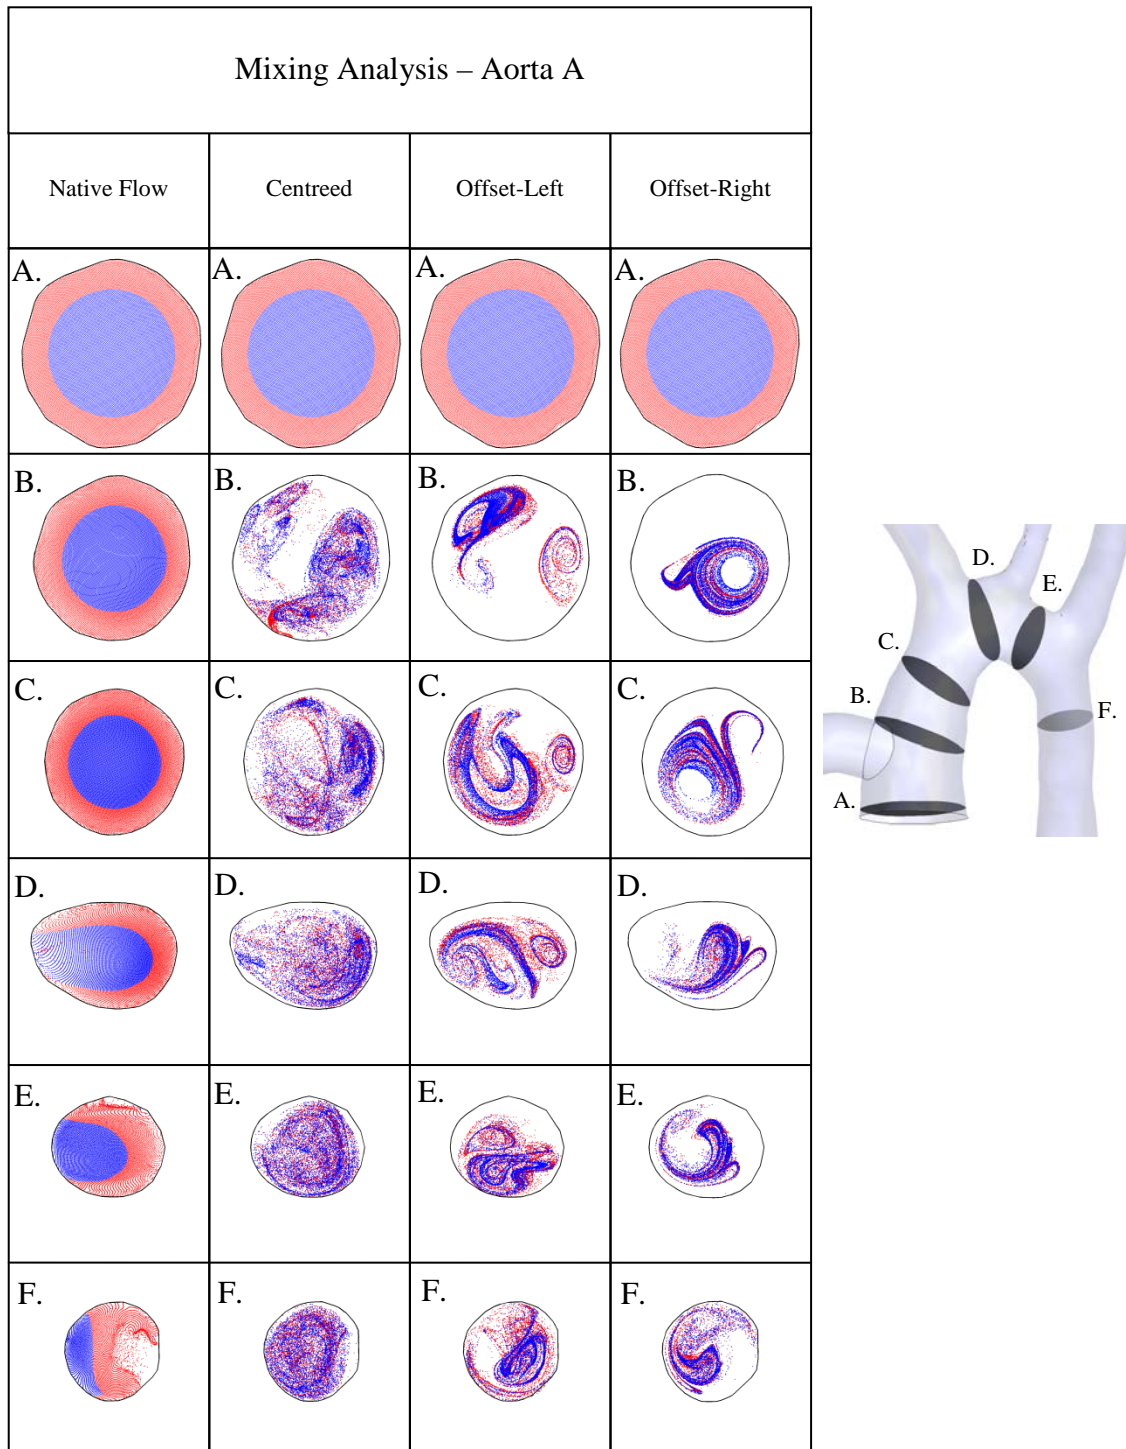 Mixing Analysis – Aorta A
Native Flow Centreed Offset-Left Offset-Right
A. A. A. A.
B. B. B. B.
C. C. C. C.
D. D. D. D.
E. E. E. E.
F. F. F. F.
D.
E.
C.
B.
F.
A.